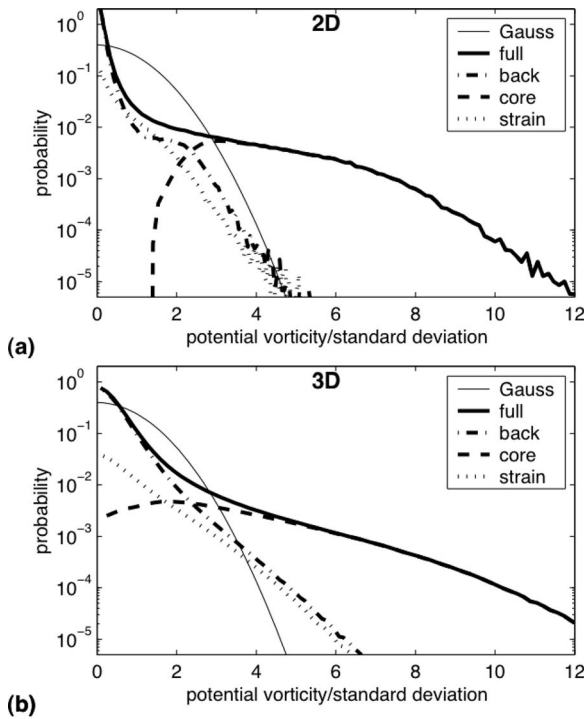 2D
10^0
10^-1
10^-2
10^-3
10^-4
10^-5
probability
Gauss
full
back
core
strain
0 2 4 6 8 10 12
potential vorticity/standard deviation
(a)
3D
10^0
10^-1
10^-2
10^-3
10^-4
10^-5
probability
Gauss
full
back
core
strain
0 2 4 6 8 10 12
potential vorticity/standard deviation
(b)